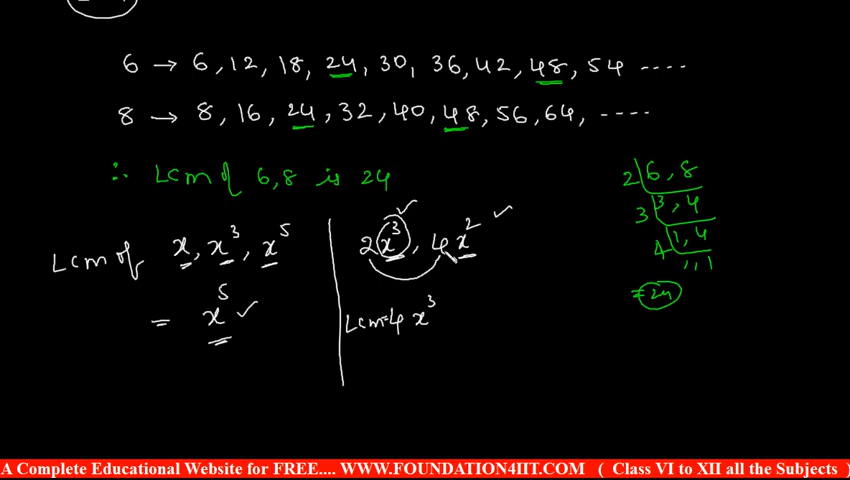 6 → 6, 12, 18, 24, 30, 36, 42, 48, 54 ....
8 → 8, 16, 24, 32, 40, 48, 56, 64, ....
∴ LCM of 6,8 is 24
2 6, 8
3 3, 4
4 1, 4
1, 1
= 24
LCM of x, x³, x⁵
= x⁵ ✓
2x³ ✓, 4x² ✓
LCM = 4x³
A Complete Educational Website for FREE.... WWW.FOUNDATION4IIT.COM ( Class VI to XII all the Subjects )